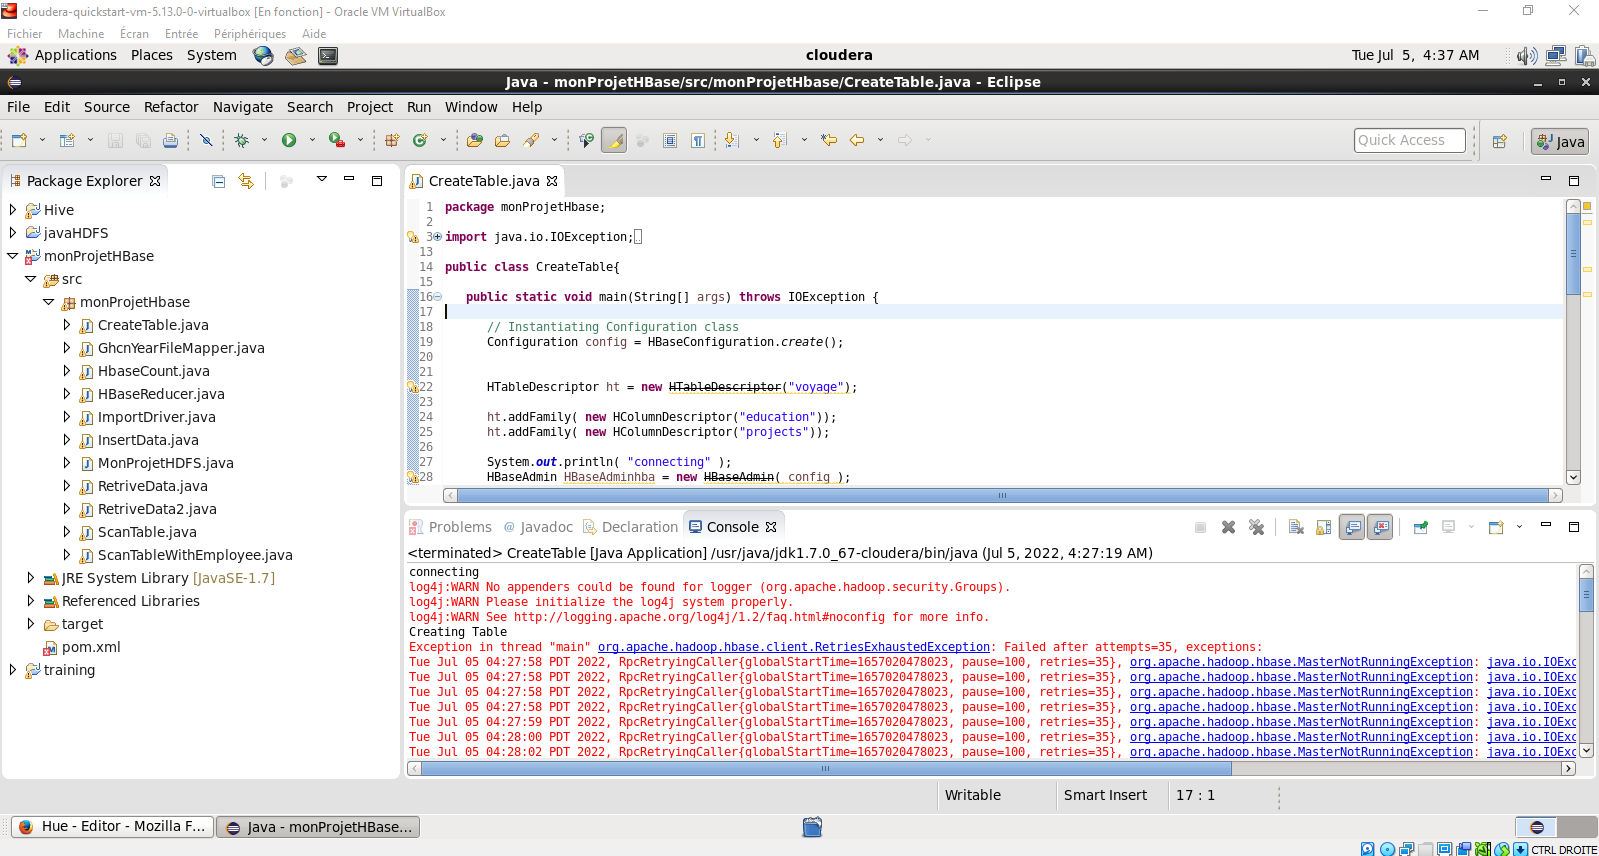 cloudera-quickstart-vm-5.13.0-0-virtualbox [En fonction] - Oracle VM VirtualBox
Fichier Machine Écran Entrée Périphériques Aide
Applications Places System cloudera Tue Jul 5, 4:37 AM
Java - monProjetHBase/src/monProjetHbase/CreateTable.java - Eclipse
File Edit Source Refactor Navigate Search Project Run Window Help
Quick Access Java
Package Explorer
Hive
javaHDFS
monProjetHBase
src
monProjetHbase
CreateTable.java
GhcnYearFileMapper.java
HbaseCount.java
HBaseReducer.java
ImportDriver.java
InsertData.java
MonProjetHDFS.java
RetriveData.java
RetriveData2.java
ScanTable.java
ScanTableWithEmployee.java
JRE System Library [JavaSE-1.7]
Referenced Libraries
target
pom.xml
training
CreateTable.java
1 package monProjetHbase;
2
3 import java.io.IOException;
13
14 public class CreateTable{
15
16 public static void main(String[] args) throws IOException {
17
18 // Instantiating Configuration class
19 Configuration config = HBaseConfiguration.create();
20
21
22 HTableDescriptor ht = new HTableDescriptor("voyage");
23
24 ht.addFamily( new HColumnDescriptor("education"));
25 ht.addFamily( new HColumnDescriptor("projects"));
26
27 System.out.println( "connecting" );
28 HBaseAdmin HBaseAdminhba = new HBaseAdmin( config );
Problems Javadoc Declaration Console
<terminated> CreateTable [Java Application] /usr/java/jdk1.7.0_67-cloudera/bin/java (Jul 5, 2022, 4:27:19 AM)
connecting
log4j:WARN No appenders could be found for logger (org.apache.hadoop.security.Groups).
log4j:WARN Please initialize the log4j system properly.
log4j:WARN See http://logging.apache.org/log4j/1.2/faq.html#noconfig for more info.
Creating Table
Exception in thread "main" org.apache.hadoop.hbase.client.RetriesExhaustedException: Failed after attempts=35, exceptions:
Tue Jul 05 04:27:58 PDT 2022, RpcRetryingCaller{globalStartTime=1657020478023, pause=100, retries=35}, org.apache.hadoop.hbase.MasterNotRunningException: java.io.IOExc
Tue Jul 05 04:27:58 PDT 2022, RpcRetryingCaller{globalStartTime=1657020478023, pause=100, retries=35}, org.apache.hadoop.hbase.MasterNotRunningException: java.io.IOExc
Tue Jul 05 04:27:58 PDT 2022, RpcRetryingCaller{globalStartTime=1657020478023, pause=100, retries=35}, org.apache.hadoop.hbase.MasterNotRunningException: java.io.IOExc
Tue Jul 05 04:27:58 PDT 2022, RpcRetryingCaller{globalStartTime=1657020478023, pause=100, retries=35}, org.apache.hadoop.hbase.MasterNotRunningException: java.io.IOExc
Tue Jul 05 04:27:59 PDT 2022, RpcRetryingCaller{globalStartTime=1657020478023, pause=100, retries=35}, org.apache.hadoop.hbase.MasterNotRunningException: java.io.IOExc
Tue Jul 05 04:28:00 PDT 2022, RpcRetryingCaller{globalStartTime=1657020478023, pause=100, retries=35}, org.apache.hadoop.hbase.MasterNotRunningException: java.io.IOExc
Tue Jul 05 04:28:02 PDT 2022, RpcRetryingCaller{globalStartTime=1657020478023, pause=100, retries=35}, org.apache.hadoop.hbase.MasterNotRunningException: java.io.IOExc
Writable Smart Insert 17 : 1
Hue - Editor - Mozilla F... Java - monProjetHBase...
CTRL DROITE